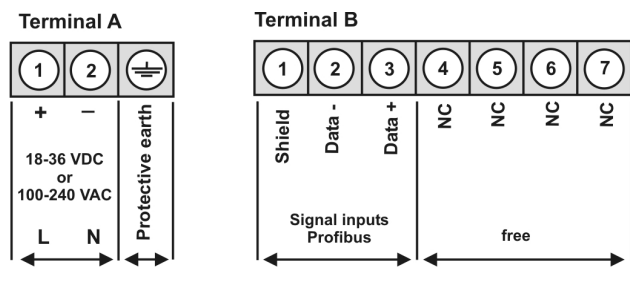 Terminal A
1 2
+ –
18-36 VDC
or
100-240 VAC
L N
Protective earth
Terminal B
1 2 3 4 5 6 7
Shield
Data -
Data +
NC
NC
NC
NC
Signal inputs
Profibus
free